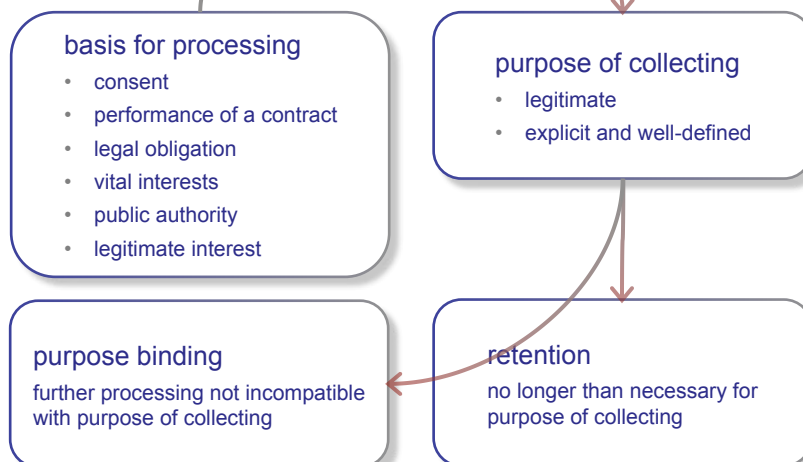 basis for processing
• consent
• performance of a contract
• legal obligation
• vital interests
• public authority
• legitimate interest
purpose of collecting
• legitimate
• explicit and well-defined
purpose binding
further processing not incompatible
with purpose of collecting
retention
no longer than necessary for
purpose of collecting